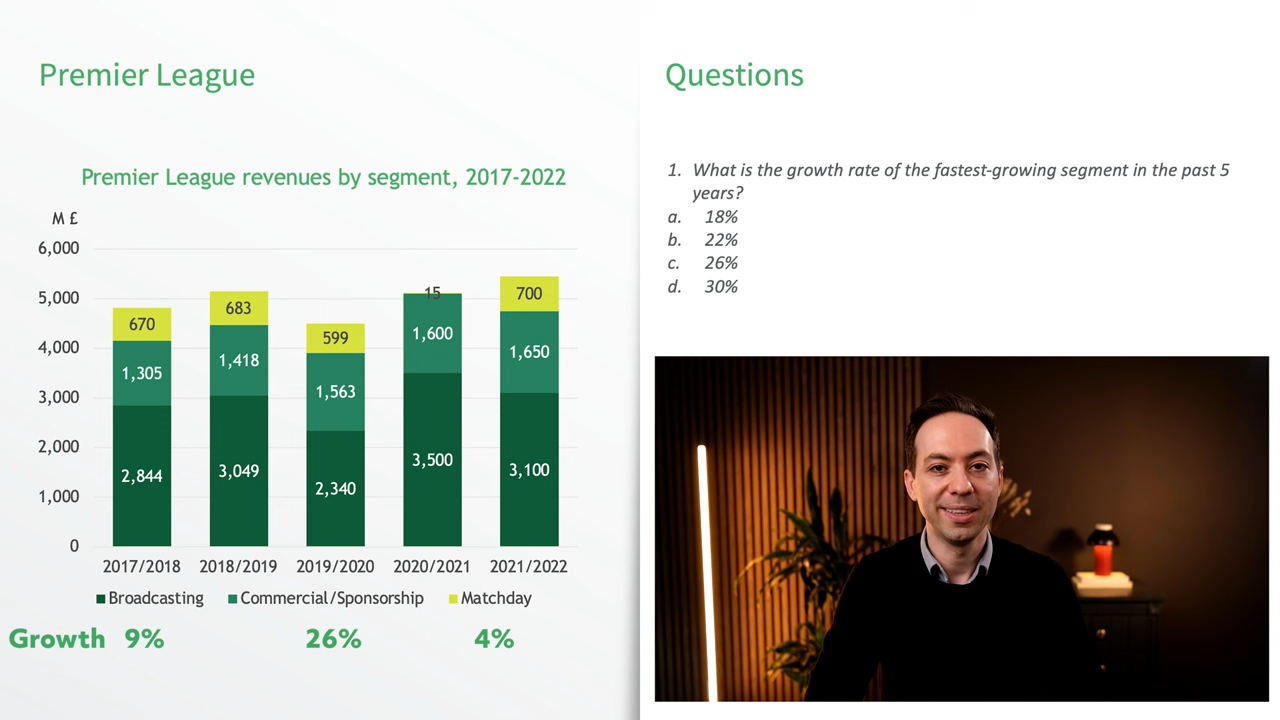 Premier League
Premier League revenues by segment, 2017-2022
M £
6,000
5,000
4,000
3,000
2,000
1,000
0
670
1,305
2,844
683
1,418
3,049
599
1,563
2,340
15
1,600
3,500
700
1,650
3,100
2017/2018 2018/2019 2019/2020 2020/2021 2021/2022
Broadcasting Commercial/Sponsorship Matchday
Growth 9% 26% 4%
Questions
1. What is the growth rate of the fastest-growing segment in the past 5
years?
a. 18%
b. 22%
c. 26%
d. 30%